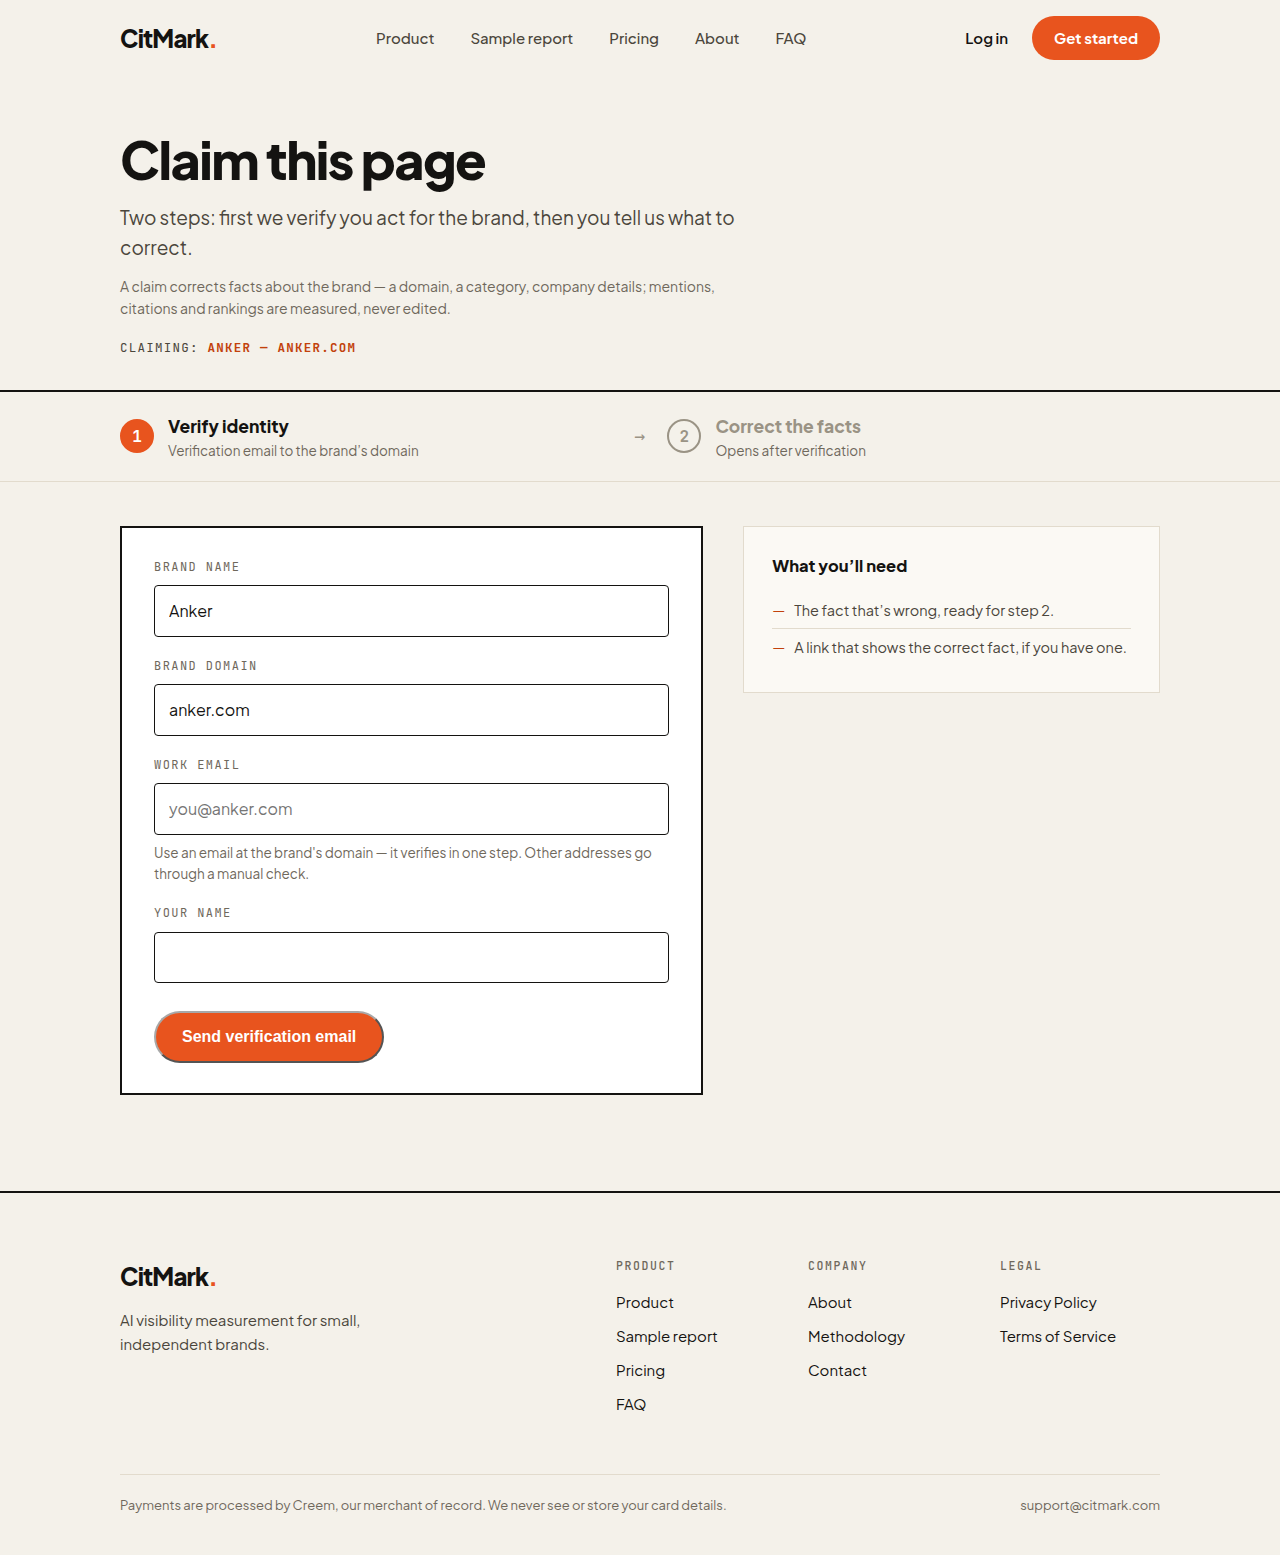 CitMark.
Product
Sample report
Pricing
About
FAQ
Log in
Get started
Claim this page
Two steps: first we verify you act for the brand, then you tell us what to
correct.
A claim corrects facts about the brand — a domain, a category, company details; mentions,
citations and rankings are measured, never edited.
CLAIMING: ANKER — ANKER.COM
1
Verify identity
Verification email to the brand’s domain
→
2
Correct the facts
Opens after verification
BRAND NAME
Anker
BRAND DOMAIN
anker.com
WORK EMAIL
you@anker.com
Use an email at the brand's domain — it verifies in one step. Other addresses go
through a manual check.
YOUR NAME
Send verification email
What you’ll need
— The fact that’s wrong, ready for step 2.
— A link that shows the correct fact, if you have one.
CitMark.
AI visibility measurement for small,
independent brands.
PRODUCT
Product
Sample report
Pricing
FAQ
COMPANY
About
Methodology
Contact
LEGAL
Privacy Policy
Terms of Service
Payments are processed by Creem, our merchant of record. We never see or store your card details.
support@citmark.com